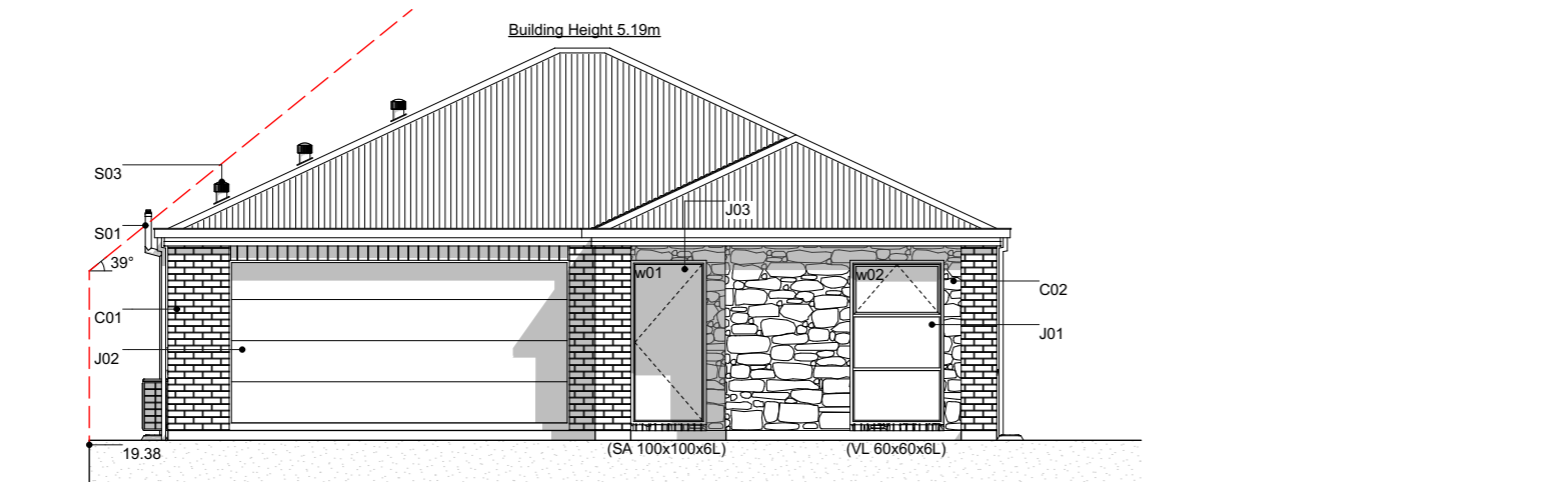 Building Height 5.19m
S03
J03
S01
39°
w01
w02
C02
C01
J01
J02
19.38
(SA 100x100x6L)
(VL 60x60x6L)